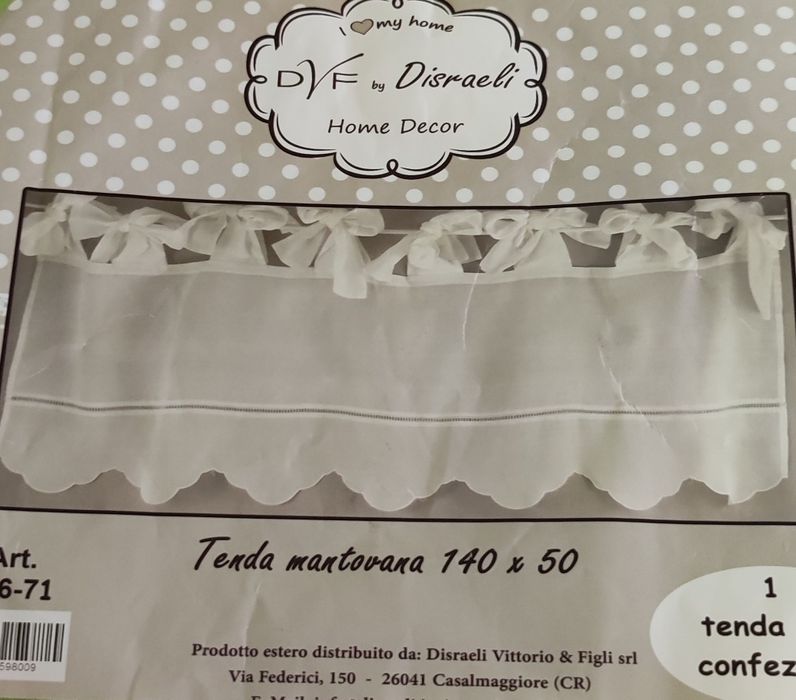 I my home
DVF by Disraeli
Home Decor
Tenda mantovana 140 x 50
Art.
6-71
598009
1
tenda
confez
Prodotto estero distribuito da: Disraeli Vittorio & Figli srl
Via Federici, 150 - 26041 Casalmaggiore (CR)